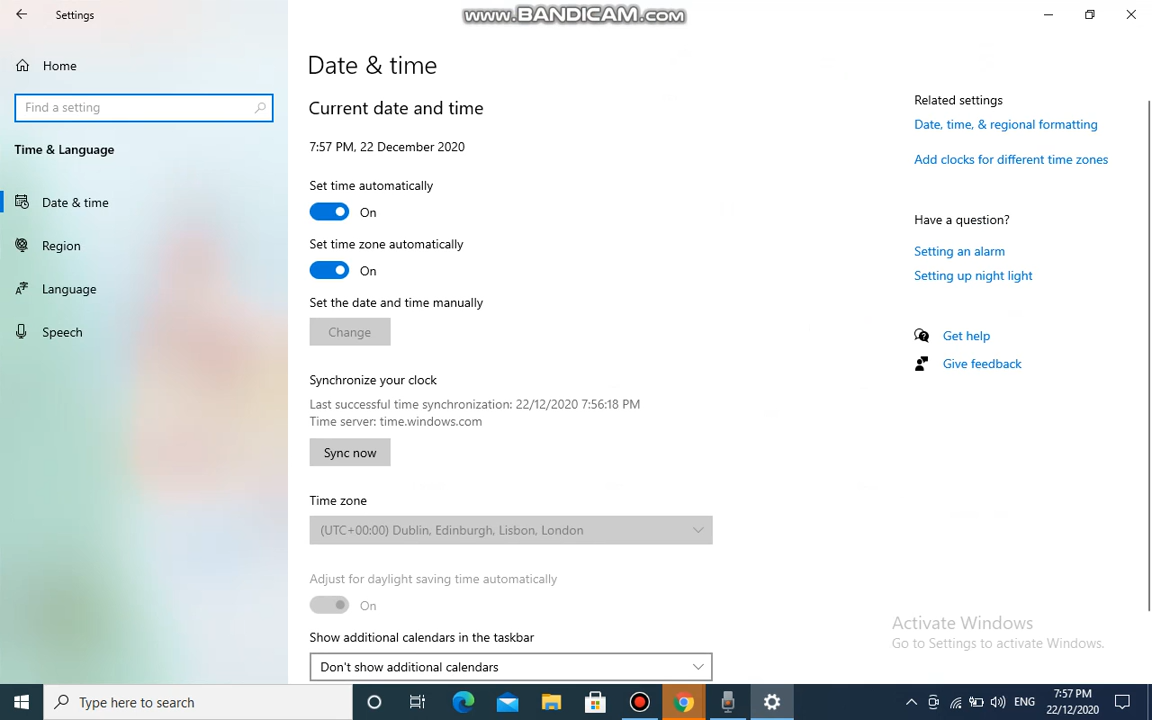 Settings
www.BANDICAM.com
Home
Find a setting
Time & Language
Date & time
Region
Language
Speech
Date & time
Current date and time
7:57 PM, 22 December 2020
Set time automatically
On
Set time zone automatically
On
Set the date and time manually
Change
Synchronize your clock
Last successful time synchronization: 22/12/2020 7:56:18 PM
Time server: time.windows.com
Sync now
Time zone
(UTC+00:00) Dublin, Edinburgh, Lisbon, London
Adjust for daylight saving time automatically
On
Show additional calendars in the taskbar
Don't show additional calendars
Related settings
Date, time, & regional formatting
Add clocks for different time zones
Have a question?
Setting an alarm
Setting up night light
Get help
Give feedback
Activate Windows
Go to Settings to activate Windows.
Type here to search
ENG
7:57 PM
22/12/2020